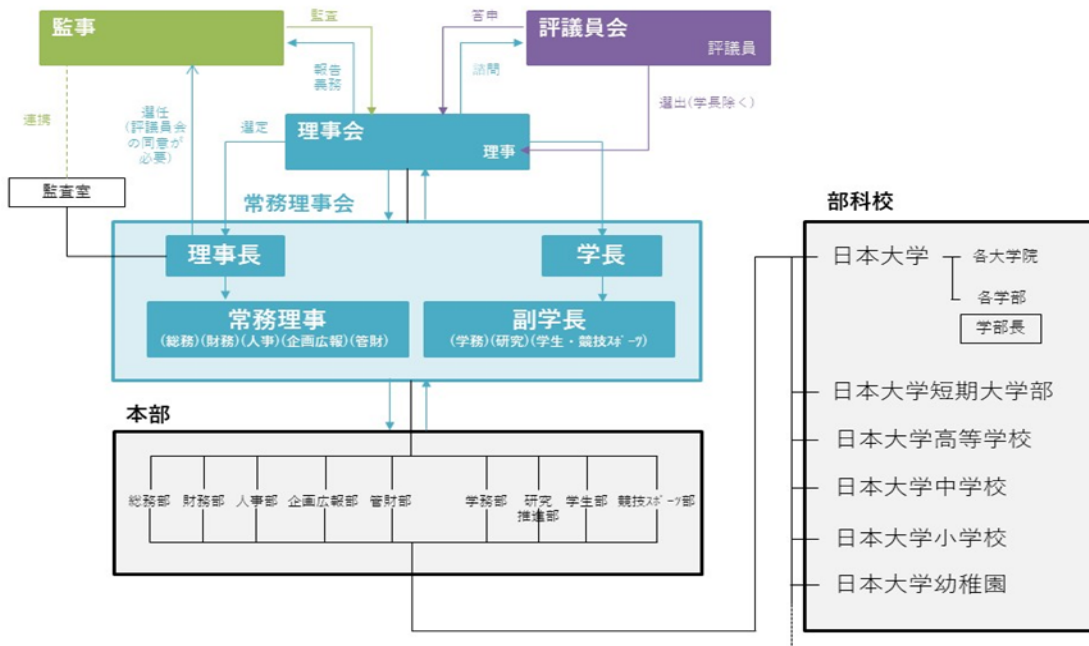 監事
監査
答申
評議員会
評議員
報告
義務
諮問
連携
選任
(評議員会
の同意が
必要)
選定
理事会
理事
選出(学長除く)
監査室
常務理事会
理事長
学長
常務理事
(総務)(財務)(人事)(企画広報)(管財)
副学長
(学務)(研究)(学生・競技ｽﾎﾟｰﾂ)
本部
総務部
財務部
人事部
企画広報部
管財部
学務部
研究
推進部
学生部
競技ｽﾎﾟｰﾂ部
部科校
日本大学
各大学院
各学部
学部長
日本大学短期大学部
日本大学高等学校
日本大学中学校
日本大学小学校
日本大学幼稚園